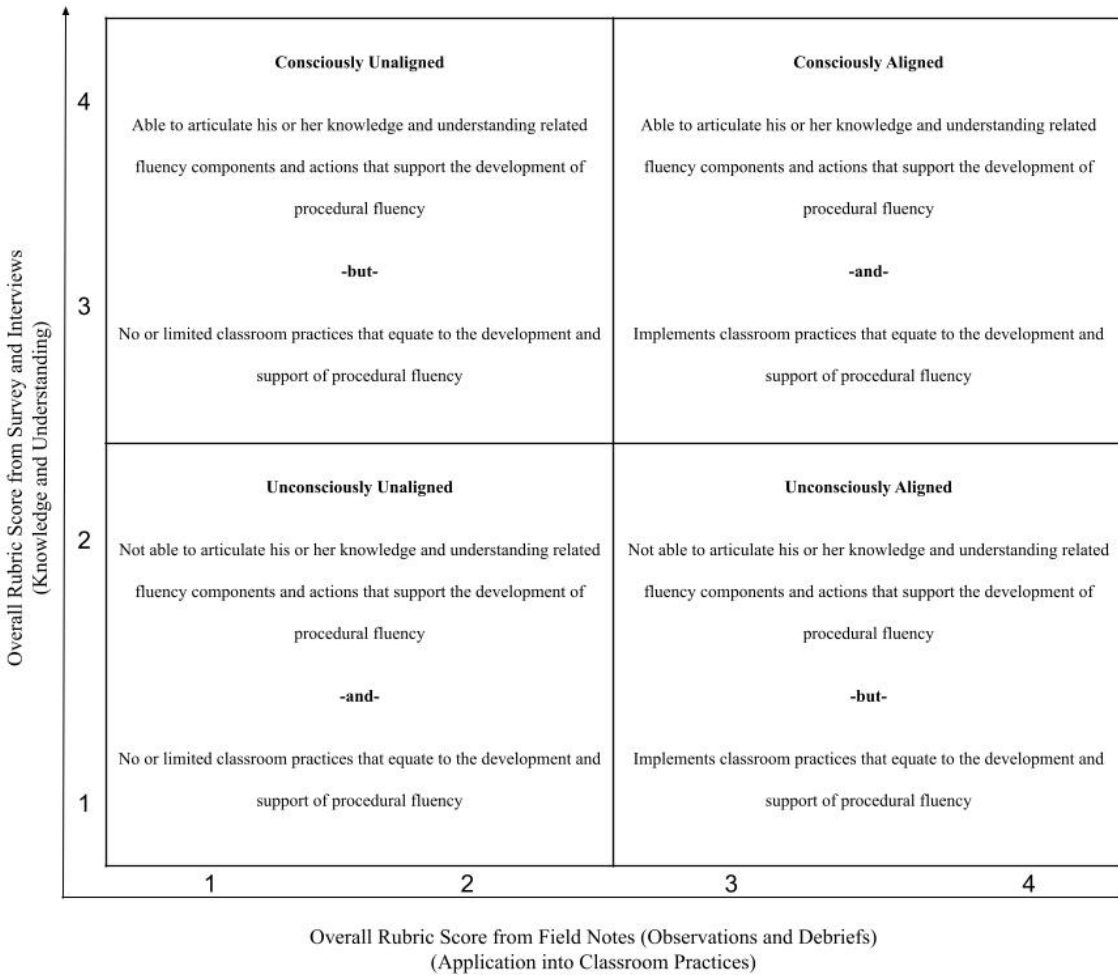 Overall Rubric Score from Survey and Interviews
(Knowledge and Understanding)
4
3
2
1
Consciously Unaligned
Able to articulate his or her knowledge and understanding related
fluency components and actions that support the development of
procedural fluency
-but-
No or limited classroom practices that equate to the development and
support of procedural fluency
Consciously Aligned
Able to articulate his or her knowledge and understanding related
fluency components and actions that support the development of
procedural fluency
-and-
Implements classroom practices that equate to the development and
support of procedural fluency
Unconsciously Unaligned
Not able to articulate his or her knowledge and understanding related
fluency components and actions that support the development of
procedural fluency
-and-
No or limited classroom practices that equate to the development and
support of procedural fluency
Unconsciously Aligned
Not able to articulate his or her knowledge and understanding related
fluency components and actions that support the development of
procedural fluency
-but-
Implements classroom practices that equate to the development and
support of procedural fluency
1
2
3
4
Overall Rubric Score from Field Notes (Observations and Debriefs)
(Application into Classroom Practices)